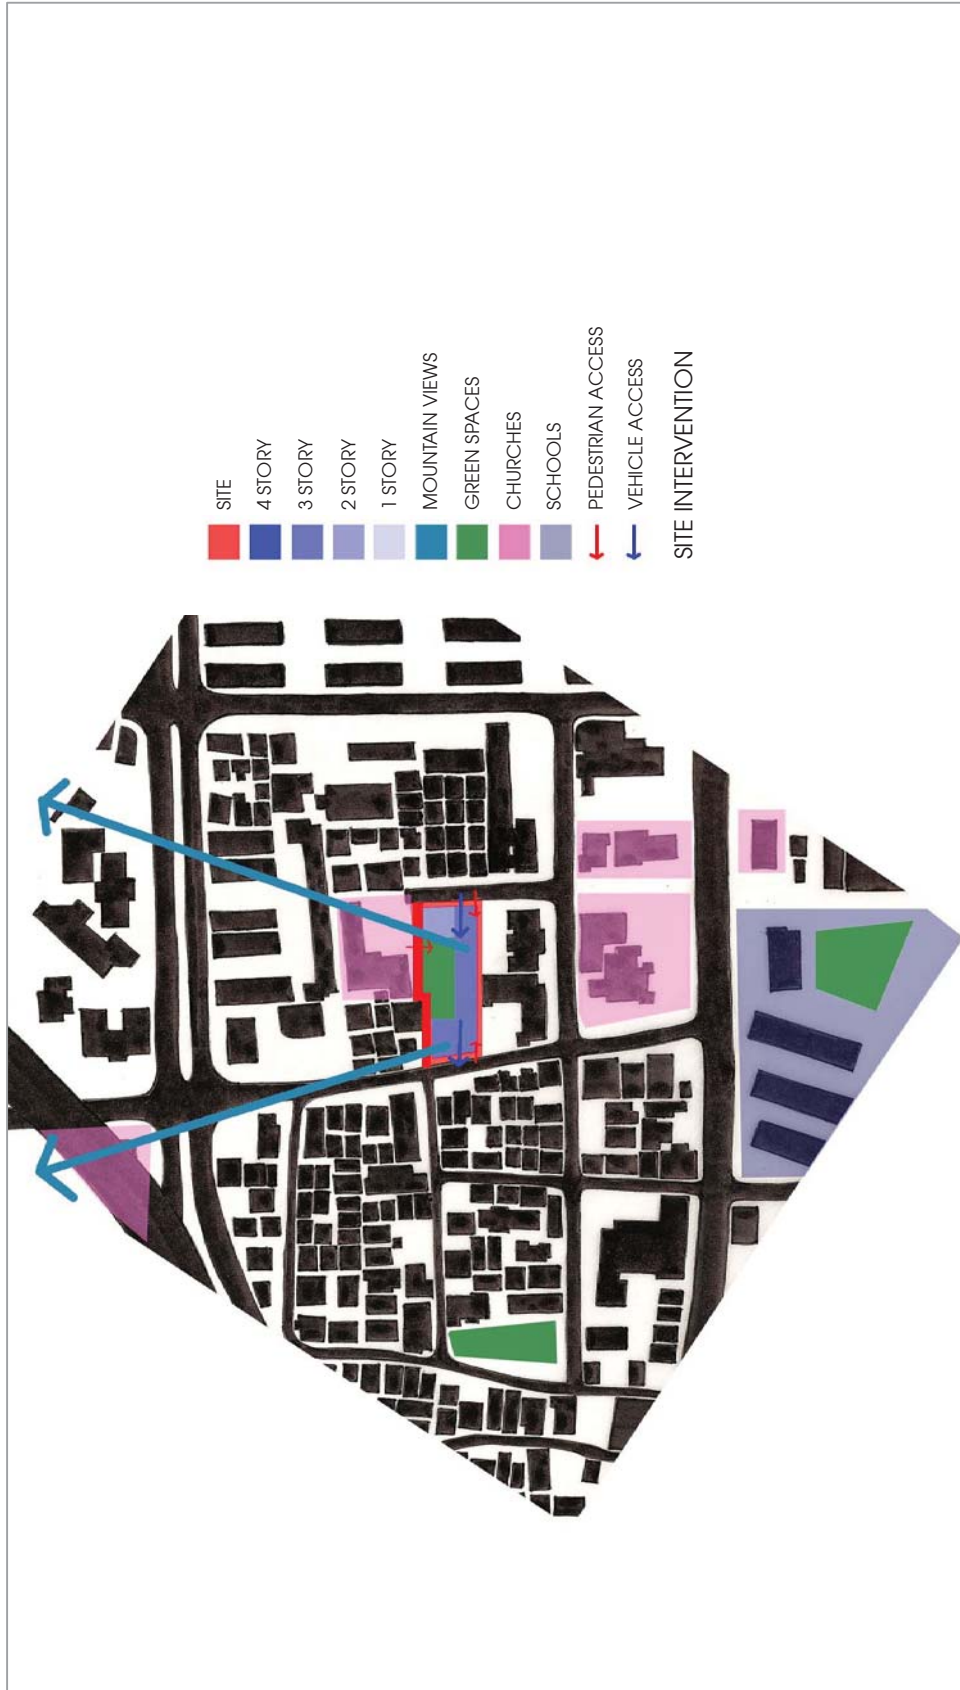 SITE
4 STORY
3 STORY
2 STORY
1 STORY
MOUNTAIN VIEWS
GREEN SPACES
CHURCHES
SCHOOLS
PEDESTRIAN ACCESS
VEHICLE ACCESS
SITE INTERVENTION